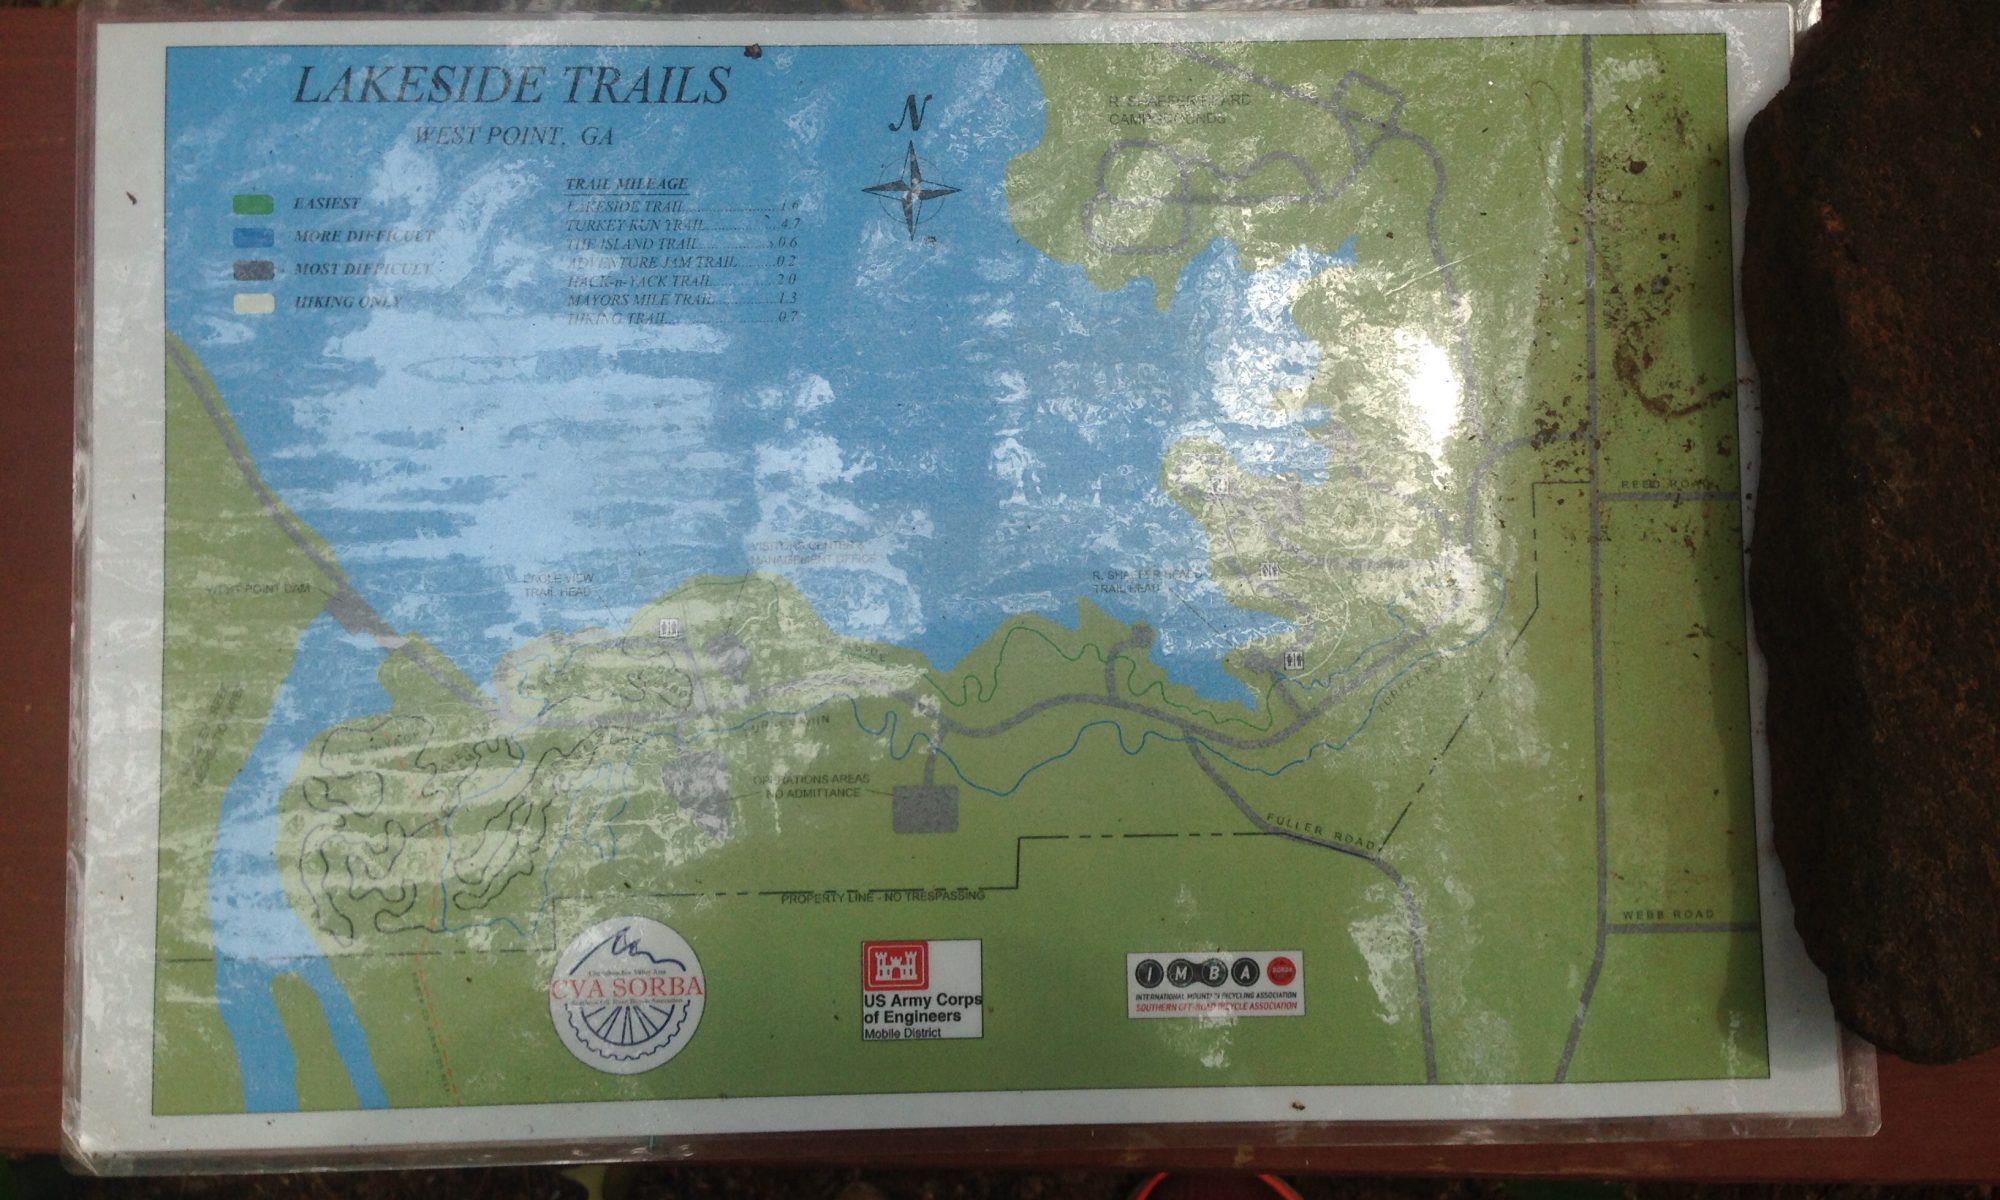 LAKESIDE TRAILS
WEST POINT, GA
N
EASIEST
MORE DIFFICULT
MOST DIFFICULT
HIKING ONLY
TRAIL MILEAGE
LAKESIDE TRAIL....................1.6
TURKEY RUN TRAIL................4.7
THE ISLAND TRAIL................0.6
ADVENTURE JAM TRAIL.........0.2
HACK-n-YACK TRAIL..............2.0
MAYORS MILE TRAIL..............1.3
HIKING TRAIL......................0.7
R. SHAEFER HEARD
CAMPGROUNDS
REED ROAD
VISITORS CENTER &
MANAGEMENT OFFICE
EAGLE VIEW
TRAIL HEAD
WEST POINT DAM
R. SHAEFER HEARD
TRAIL HEAD
TURKEY RUN
OPERATIONS AREAS
NO ADMITTANCE
FULLER ROAD
PROPERTY LINE - NO TRESPASSING
WEBB ROAD
CVA SORBA
US Army Corps
of Engineers
Mobile District
IMBA SORBA
INTERNATIONAL MOUNTAIN BICYCLING ASSOCIATION
SOUTHERN OFF-ROAD BICYCLE ASSOCIATION